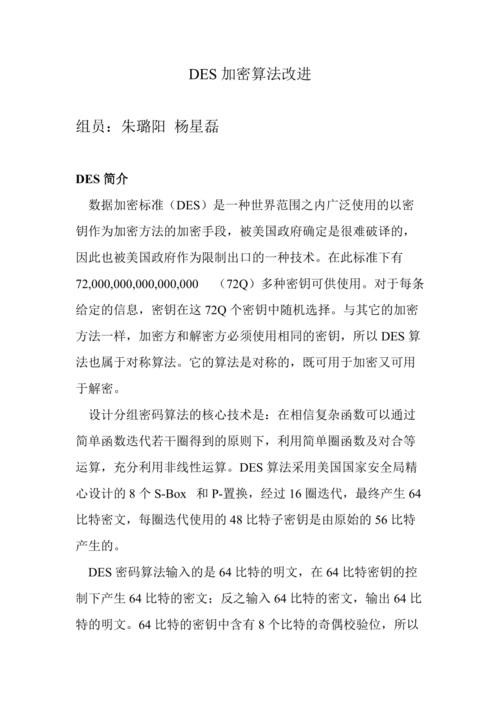 DES 加密算法改进
组员：朱璐阳 杨星磊
DES 简介
数据加密标准（DES）是一种世界范围之内广泛使用的以密
钥作为加密方法的加密手段，被美国政府确定是很难破译的，
因此也被美国政府作为限制出口的一种技术。在此标准下有
72,000,000,000,000,000 （72Q）多种密钥可供使用。对于每条
给定的信息，密钥在这 72Q 个密钥中随机选择。与其它的加密
方法一样，加密方和解密方必须使用相同的密钥，所以 DES 算
法也属于对称算法。它的算法是对称的，既可用于加密又可用
于解密。
设计分组密码算法的核心技术是：在相信复杂函数可以通过
简单函数迭代若干圈得到的原则下，利用简单圈函数及对合等
运算，充分利用非线性运算。DES 算法采用美国国家安全局精
心设计的 8 个 S-Box 和 P-置换，经过 16 圈迭代，最终产生 64
比特密文，每圈迭代使用的 48 比特子密钥是由原始的 56 比特
产生的。
DES 密码算法输入的是 64 比特的明文，在 64 比特密钥的控
制下产生 64 比特的密文；反之输入 64 比特的密文，输出 64 比
特的明文。64 比特的密钥中含有 8 个比特的奇偶校验位，所以